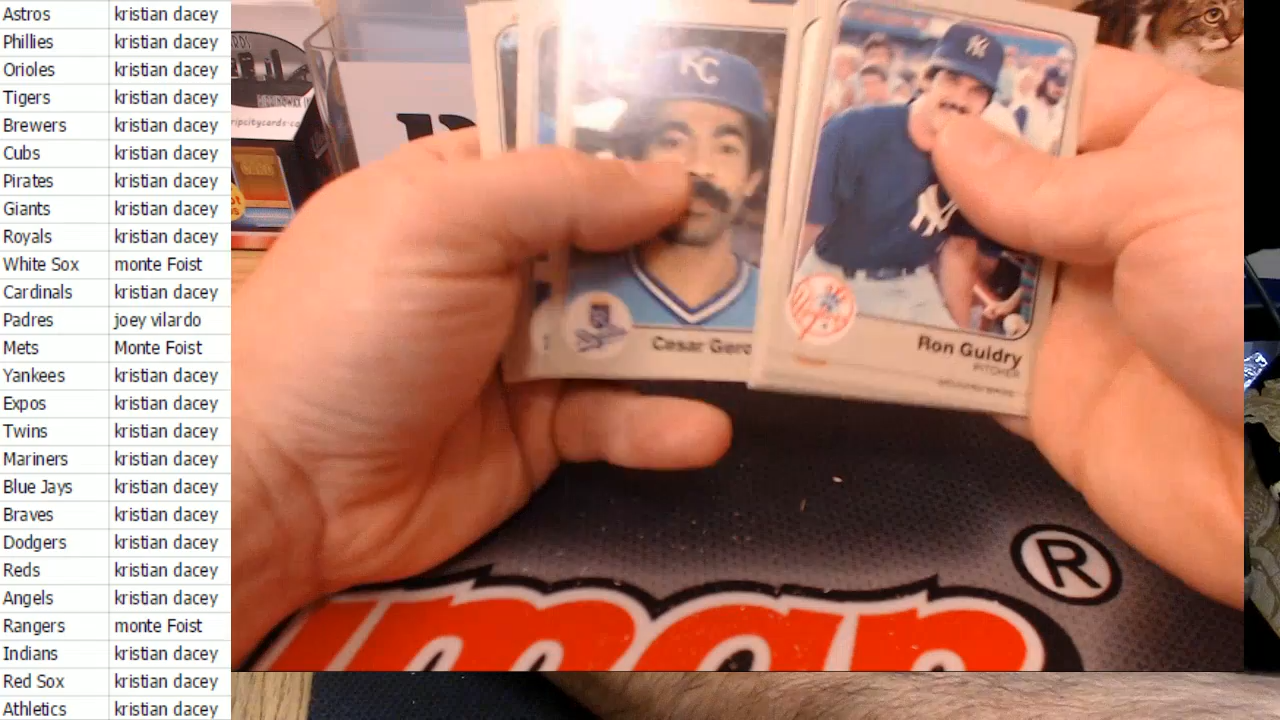 Astros kristian dacey
Phillies kristian dacey
Orioles kristian dacey
Tigers kristian dacey
Brewers kristian dacey
Cubs kristian dacey
Pirates kristian dacey
Giants kristian dacey
Royals kristian dacey
White Sox monte Foist
Cardinals kristian dacey
Padres joey vilardo
Mets Monte Foist
Yankees kristian dacey
Expos kristian dacey
Twins kristian dacey
Mariners kristian dacey
Blue Jays kristian dacey
Braves kristian dacey
Dodgers kristian dacey
Reds kristian dacey
Angels kristian dacey
Rangers monte Foist
Indians kristian dacey
Red Sox kristian dacey
Athletics kristian dacey
KC
Cesar Gero
NY
NY
Yankees
Ron Guidry
PITCHER
®